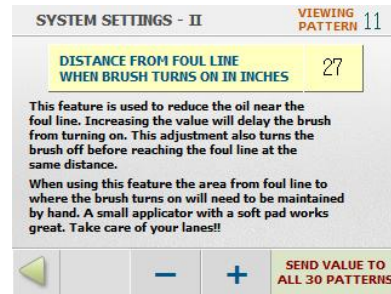 SYSTEM SETTINGS - II
VIEWING
PATTERN 11
DISTANCE FROM FOUL LINE
WHEN BRUSH TURNS ON IN INCHES
27
This feature is used to reduce the oil near the
foul line. Increasing the value will delay the brush
from turning on. This adjustment also turns the
brush off before reaching the foul line at the
same distance.
When using this feature the area from foul line to
where the brush turns on will need to be maintained
by hand. A small applicator with a soft pad works
great. Take care of your lanes!!
− +
SEND VALUE TO
ALL 30 PATTERNS